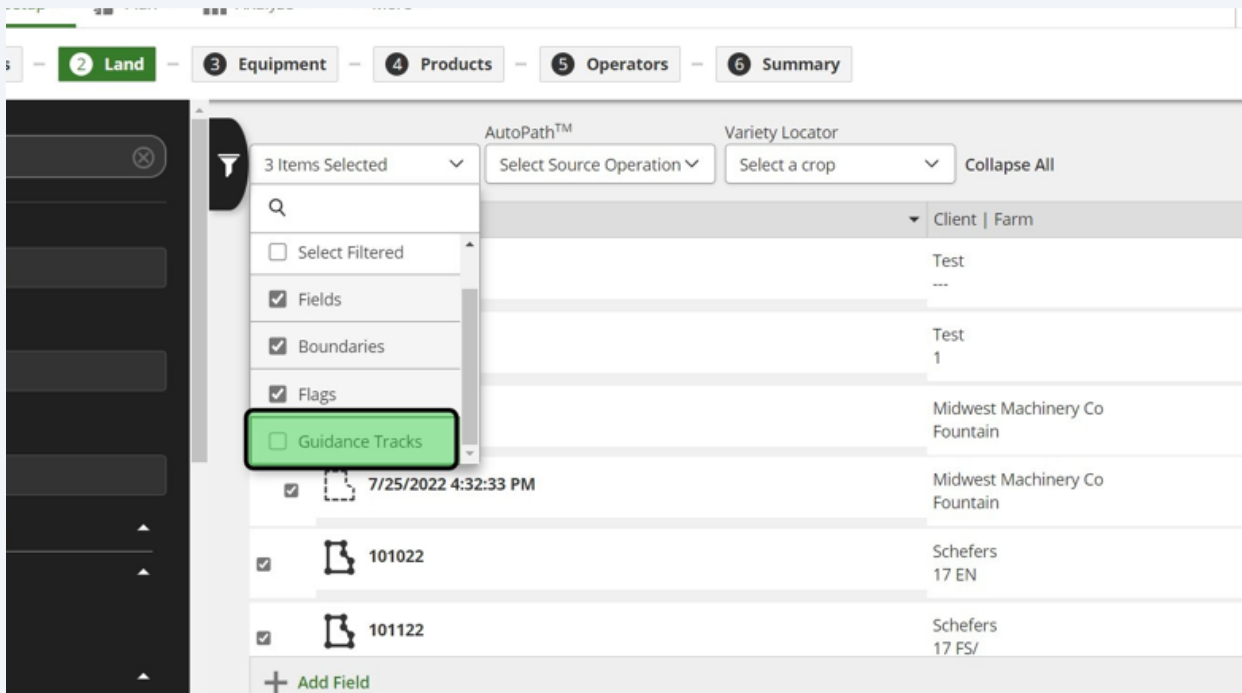 2 Land
3 Equipment
4 Products
5 Operators
6 Summary
AutoPath™
Variety Locator
3 Items Selected
Select Source Operation
Select a crop
Collapse All
Client | Farm
Select Filtered
Fields
Boundaries
Flags
Guidance Tracks
Test
---
Test
1
Midwest Machinery Co
Fountain
7/25/2022 4:32:33 PM
Midwest Machinery Co
Fountain
101022
Schefers
17 EN
101122
Schefers
17 FS/
Add Field